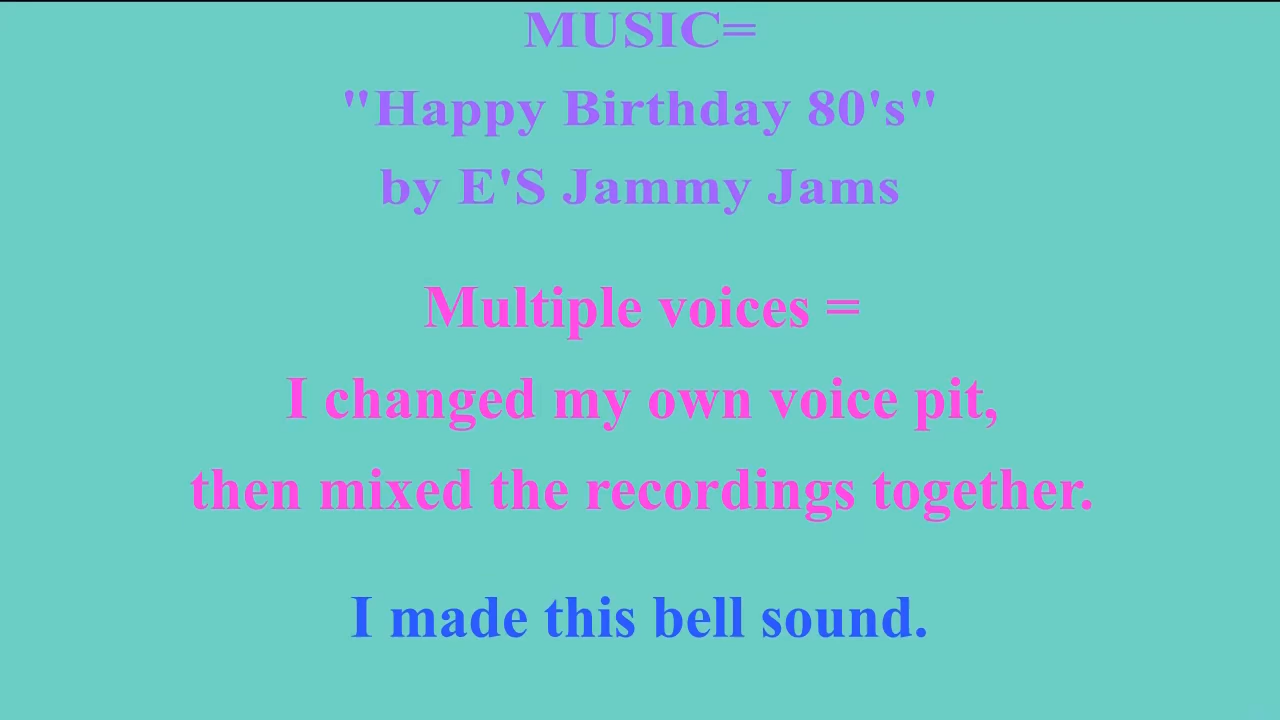 MUSIC=
"Happy Birthday 80's"
by E'S Jammy Jams
Multiple voices =
I changed my own voice pit,
then mixed the recordings together.
I made this bell sound.